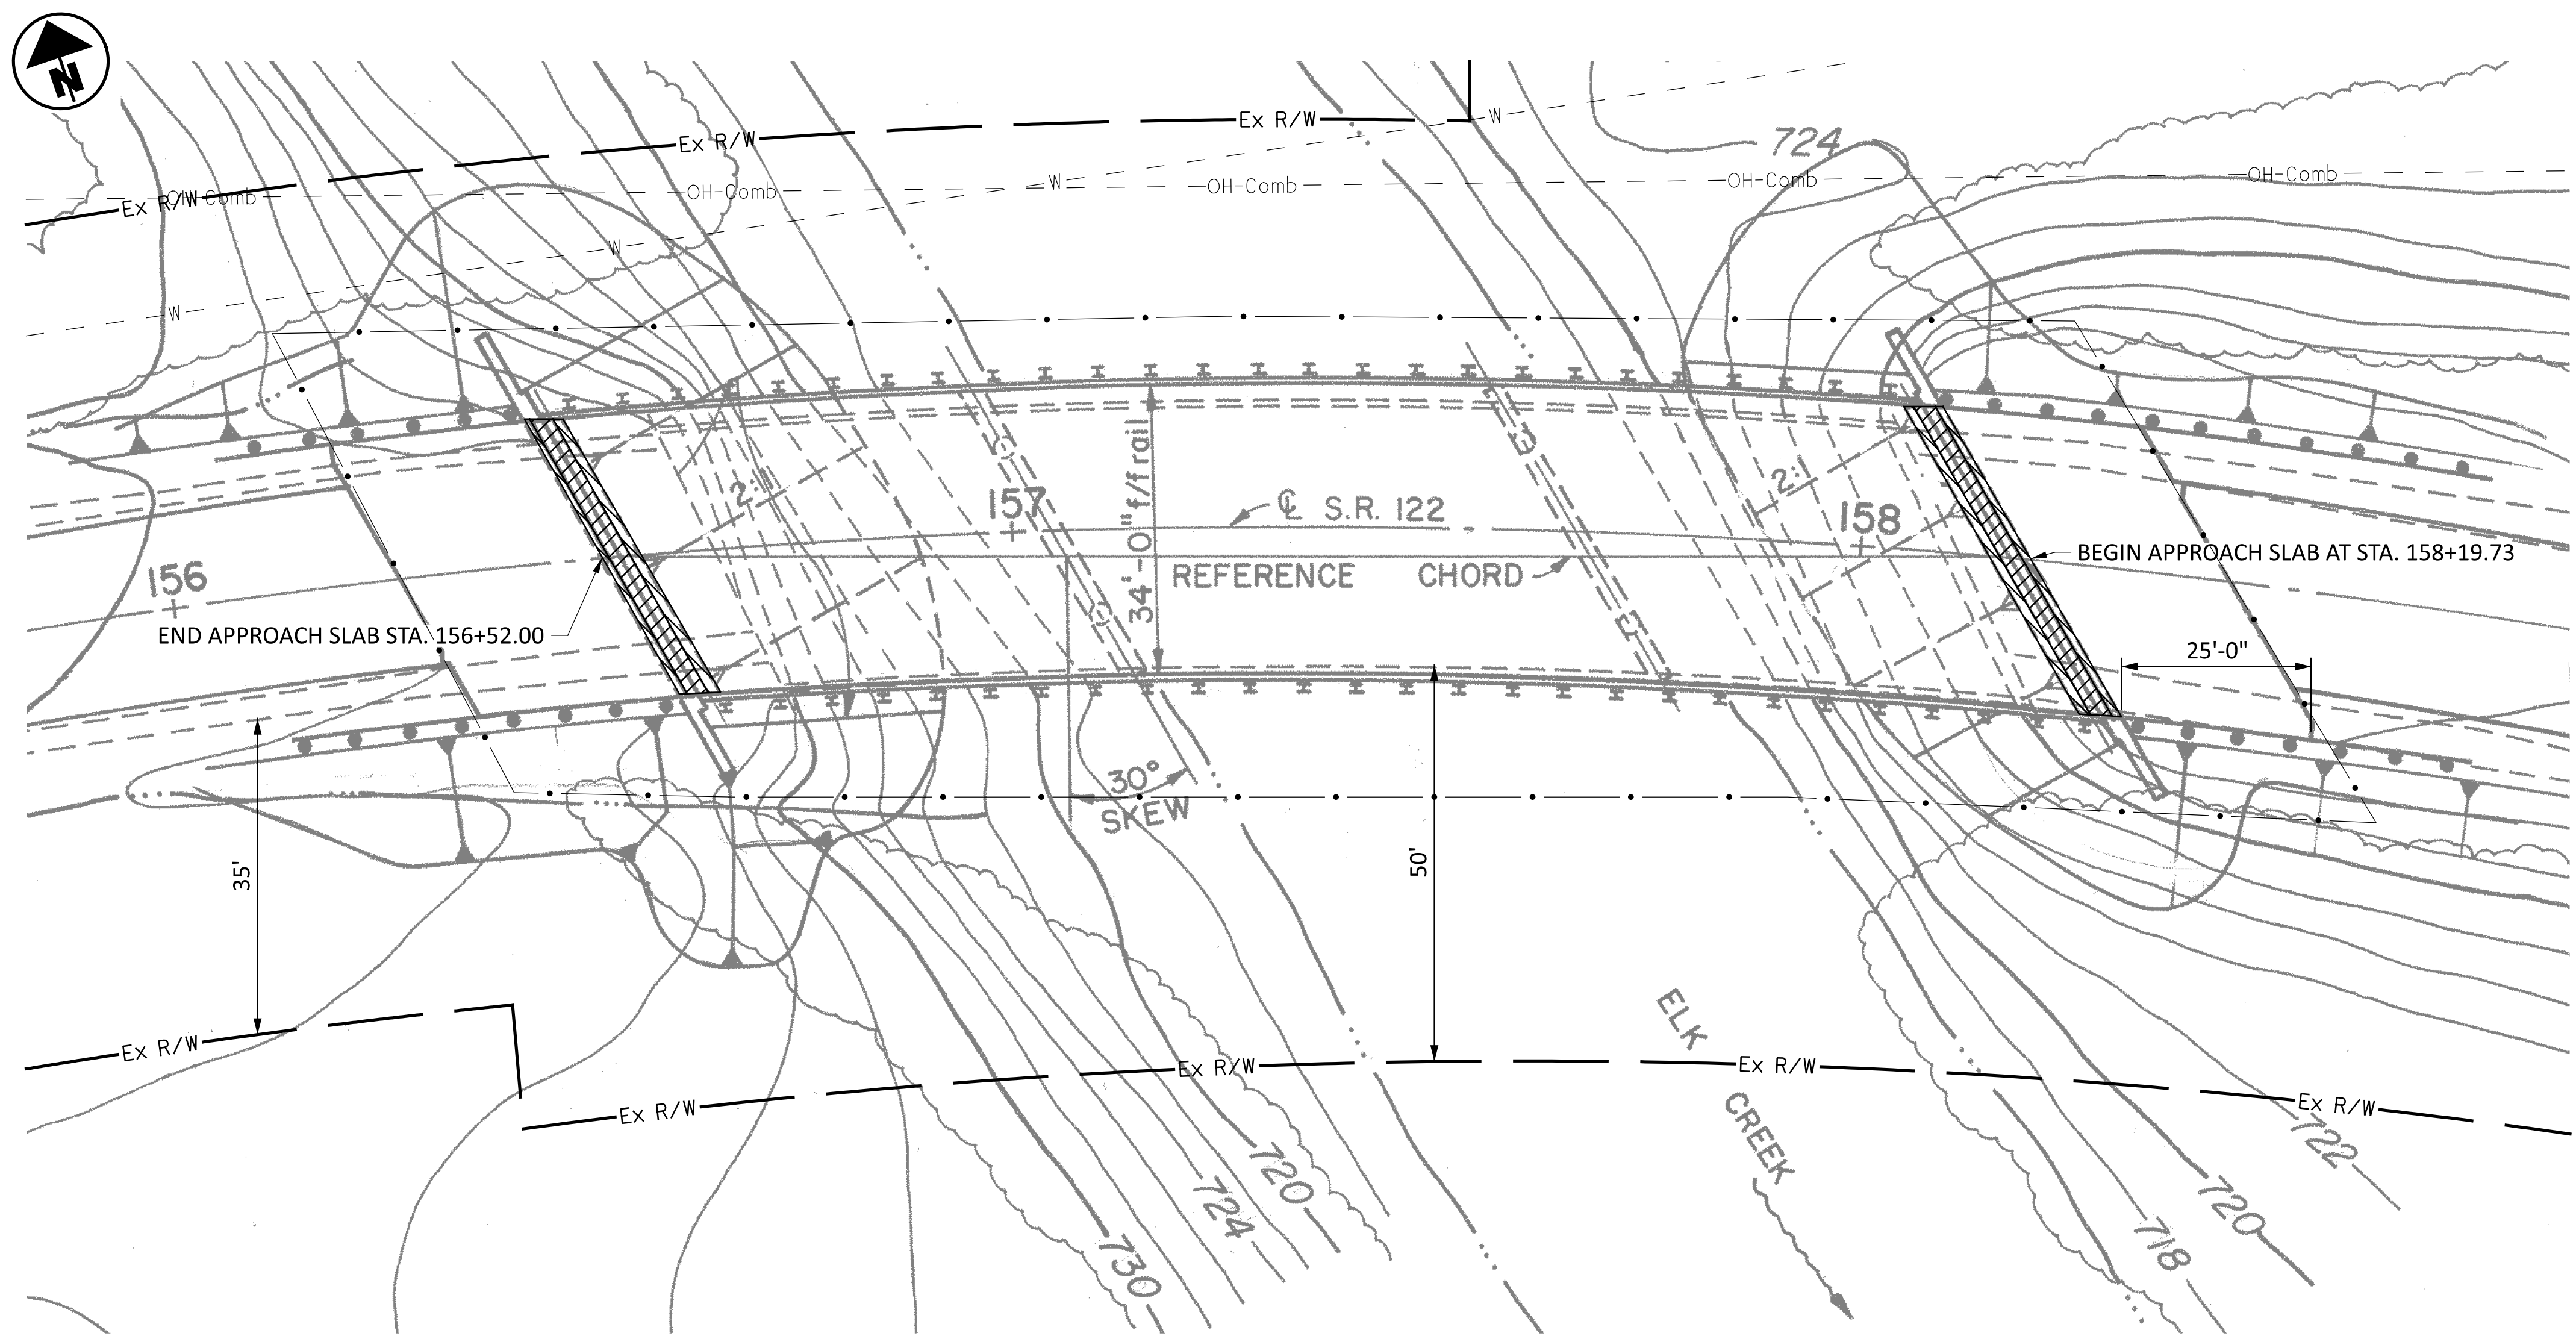 N
Ex R/W
Ex R/W
Ex R/W
OH-Comb
OH-Comb
OH-Comb
OH-Comb
OH-Comb
W
W
W
W
724
2:1
157
34'-0" f/f rail
℄ S.R. 122
2:1
158
156
REFERENCE CHORD
BEGIN APPROACH SLAB AT STA. 158+19.73
END APPROACH SLAB STA. 156+52.00
25'-0"
30°
SKEW
35'
50'
ELK
CREEK
Ex R/W
Ex R/W
Ex R/W
Ex R/W
Ex R/W
722
720
718
720
724
730